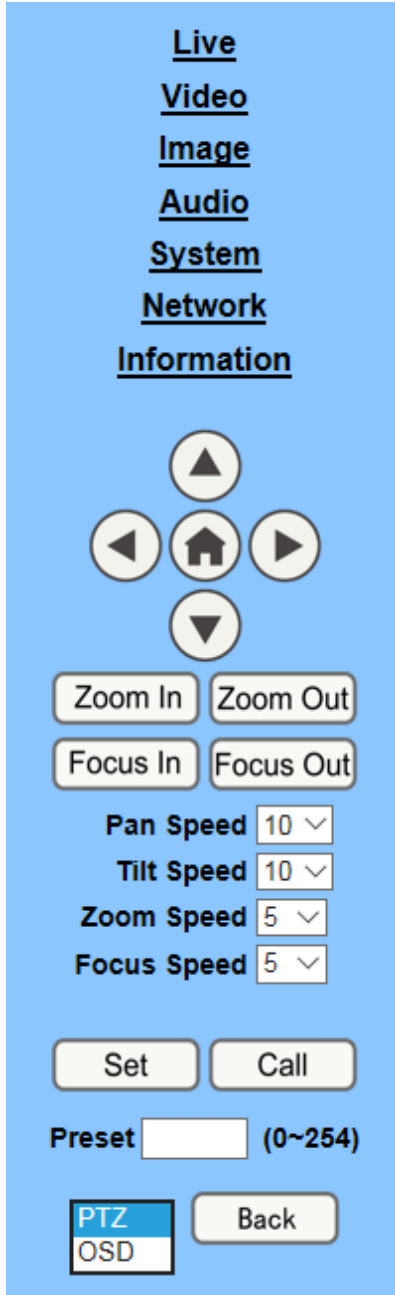 Live
Video
Image
Audio
System
Network
Information
Zoom In Zoom Out
Focus In Focus Out
Pan Speed 10
Tilt Speed 10
Zoom Speed 5
Focus Speed 5
Set Call
Preset (0~254)
PTZ Back
OSD